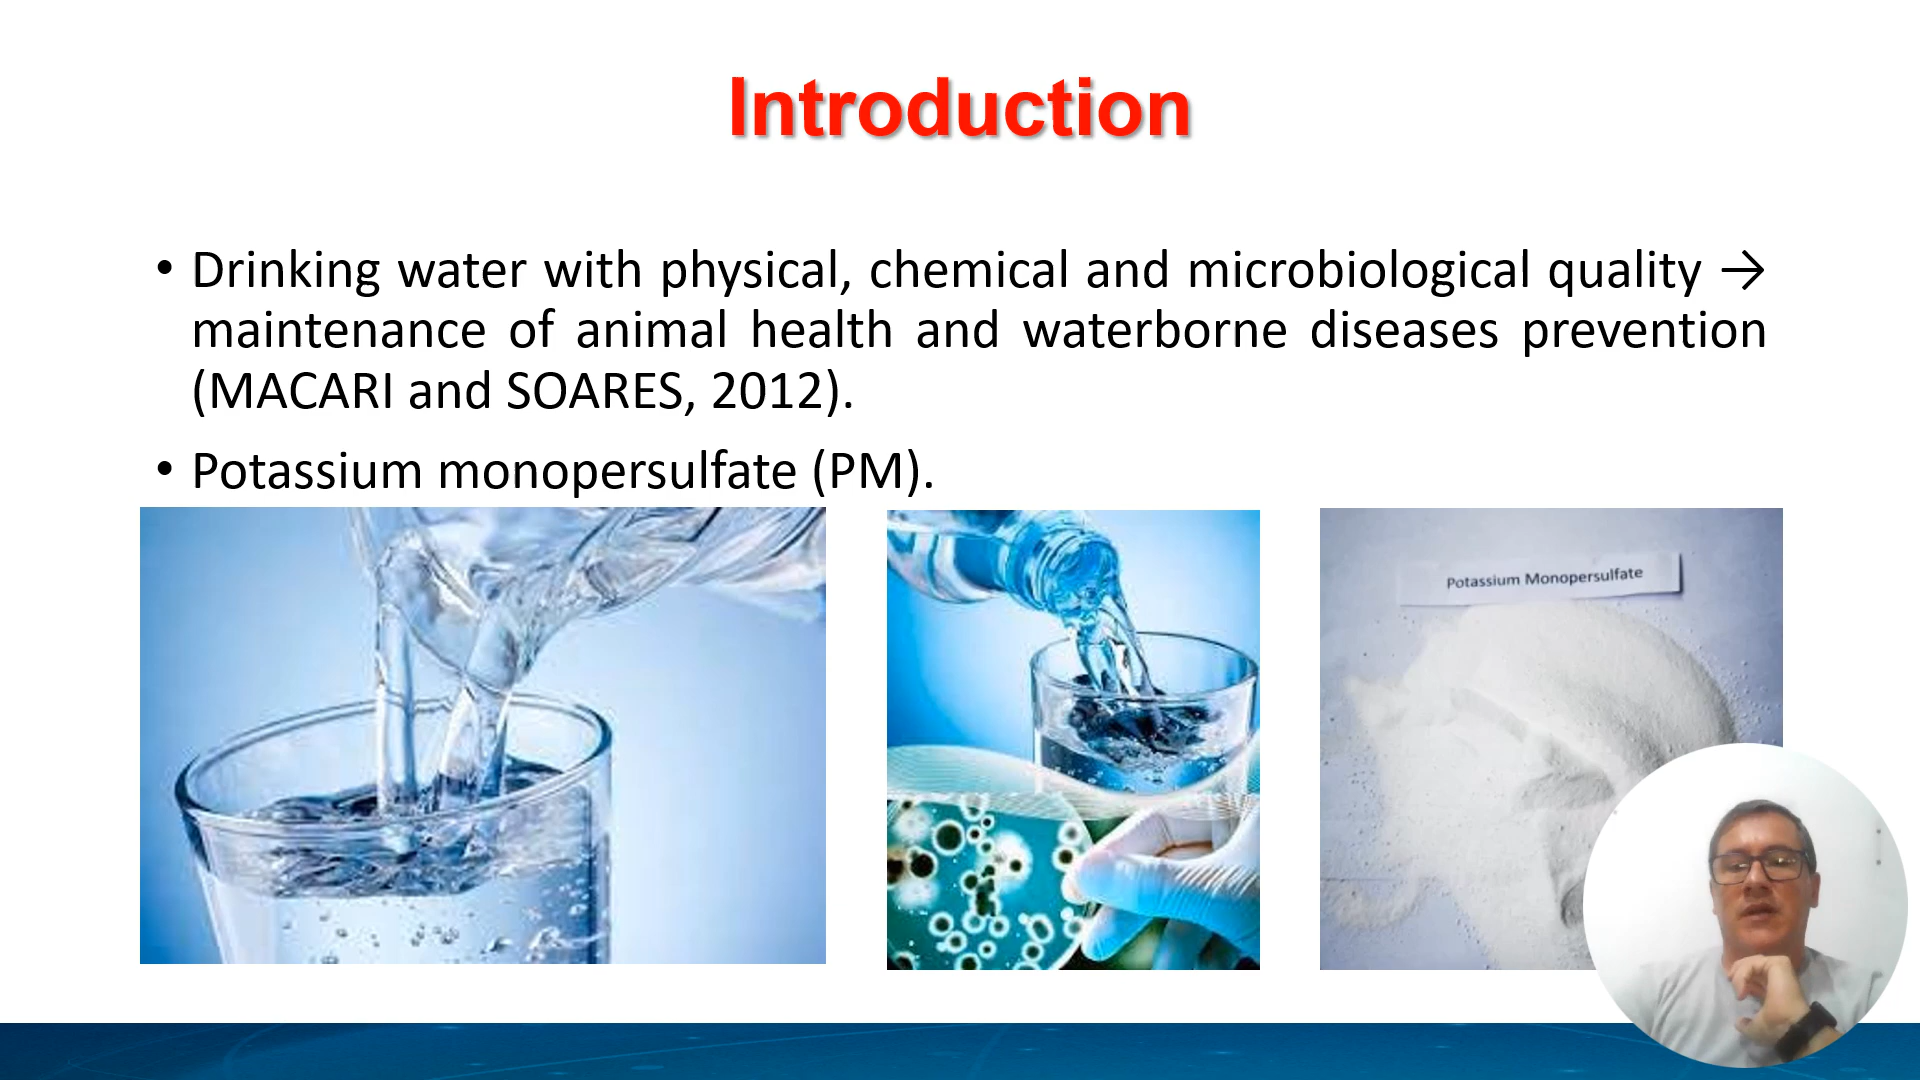 Introduction
• Drinking water with physical, chemical and microbiological quality →
maintenance of animal health and waterborne diseases prevention
(MACARI and SOARES, 2012).
• Potassium monopersulfate (PM).
Potassium Monopersulfate